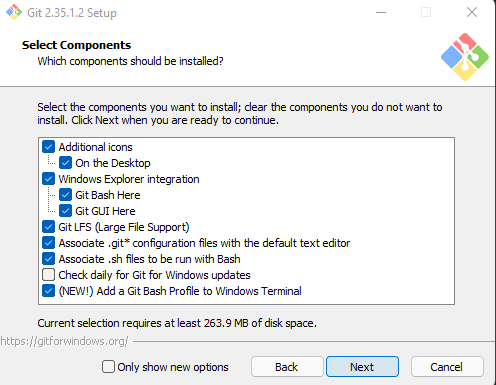 Git 2.35.1.2 Setup
Select Components
Which components should be installed?
Select the components you want to install; clear the components you do not want to
install. Click Next when you are ready to continue.
Additional icons
On the Desktop
Windows Explorer integration
Git Bash Here
Git GUI Here
Git LFS (Large File Support)
Associate .git* configuration files with the default text editor
Associate .sh files to be run with Bash
Check daily for Git for Windows updates
(NEW!) Add a Git Bash Profile to Windows Terminal
Current selection requires at least 263.9 MB of disk space.
https://gitforwindows.org/
Only show new options
Back
Next
Cancel